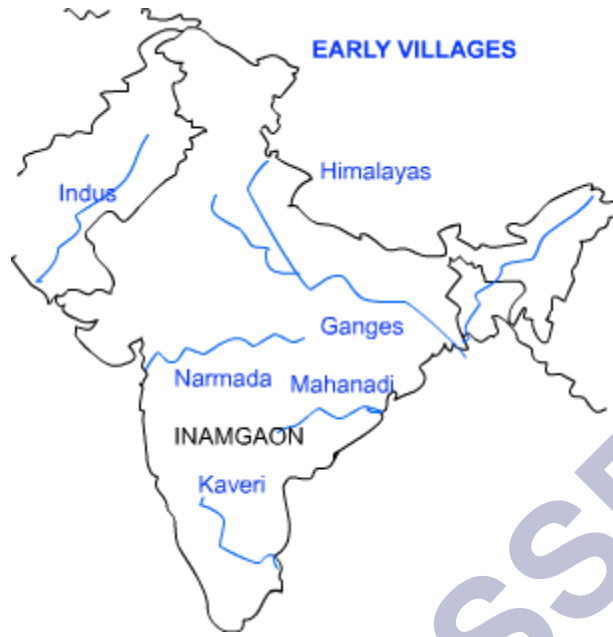 EARLY VILLAGES
Himalayas
Indus
Ganges
Narmada
Mahanadi
INAMGAON
Kaveri